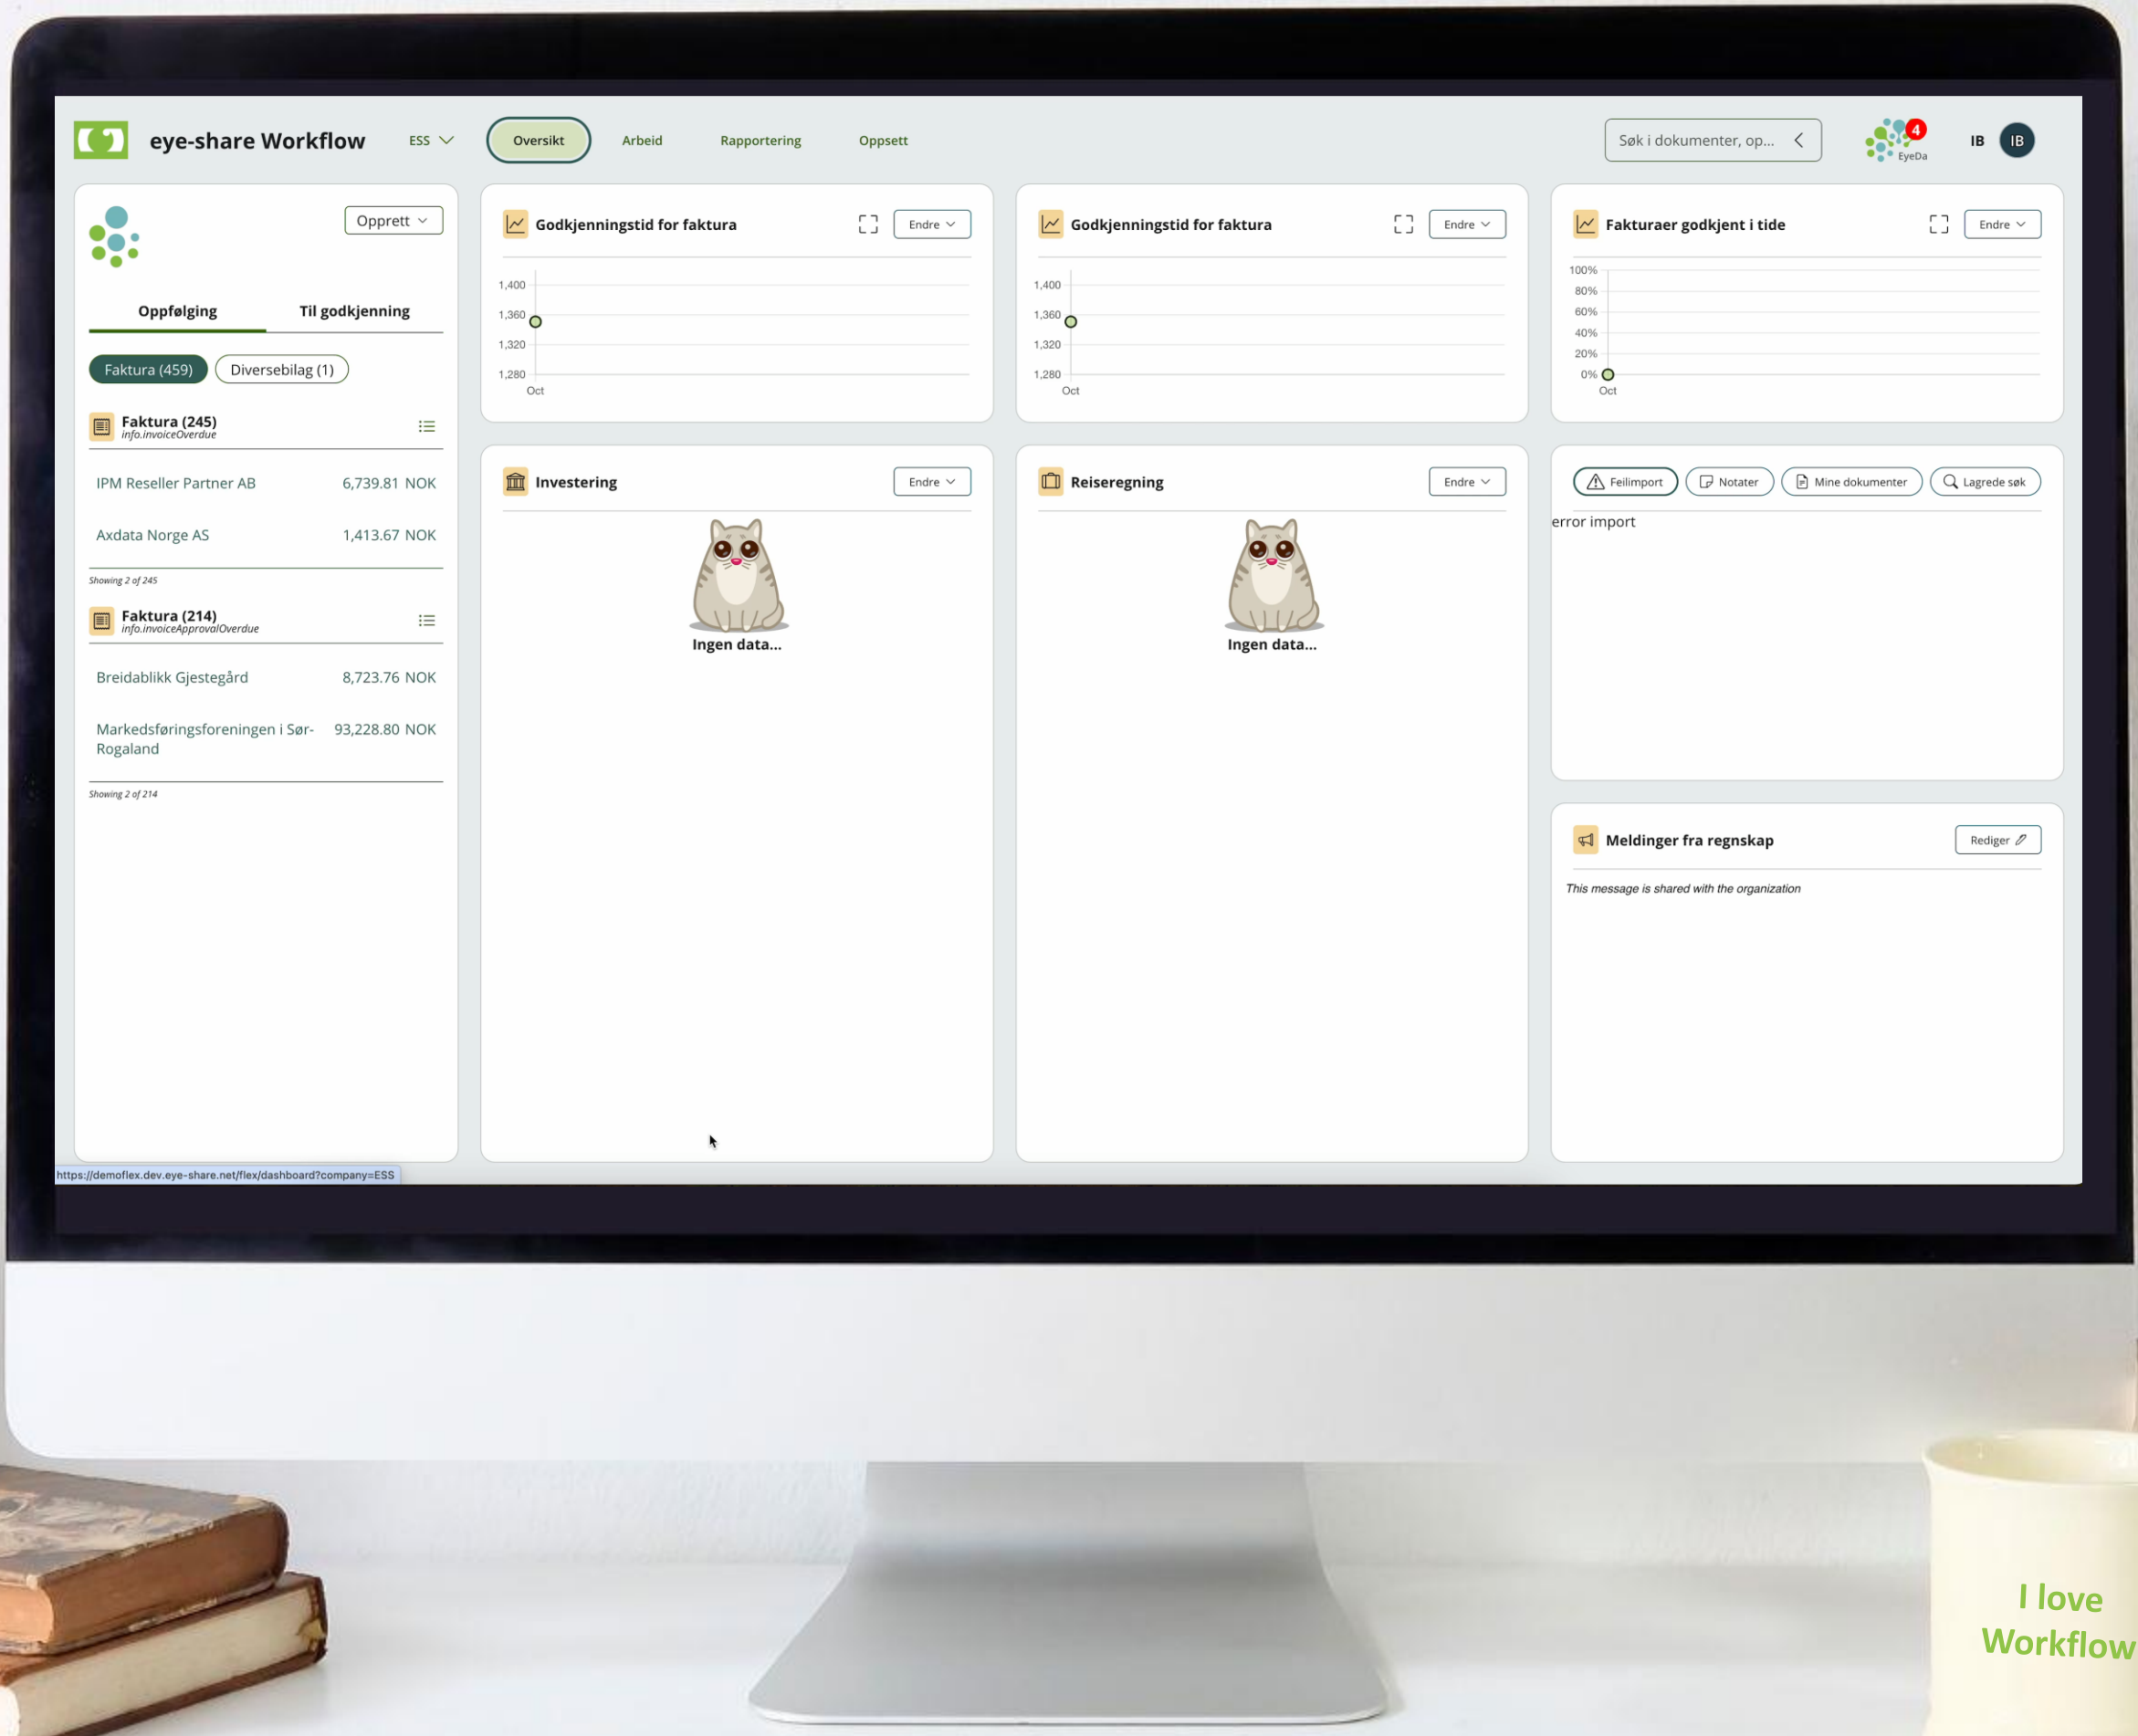 eye-share Workflow
ESS
Oversikt
Arbeid
Rapportering
Oppsett
Søk i dokumenter, op...
4
EyeDa
IB
IB
Opprett
Oppfølging
Til godkjenning
Faktura (459)
Diversebilag (1)
Faktura (245)
info.invoiceOverdue
IPM Reseller Partner AB 6,739.81 NOK
Axdata Norge AS 1,413.67 NOK
Showing 2 of 245
Faktura (214)
info.invoiceApprovalOverdue
Breidablikk Gjestegård 8,723.76 NOK
Markedsføringsforeningen i Sør- 93,228.80 NOK
Rogaland
Showing 2 of 214
Godkjenningstid for faktura
Endre
1,400
1,360
1,320
1,280
Oct
Godkjenningstid for faktura
Endre
1,400
1,360
1,320
1,280
Oct
Fakturaer godkjent i tide
Endre
100%
80%
60%
40%
20%
0%
Oct
Investering
Endre
Ingen data...
Reiseregning
Endre
Ingen data...
Feilimport
Notater
Mine dokumenter
Lagrede søk
error import
Meldinger fra regnskap
Rediger
This message is shared with the organization
https://demoflex.dev.eye-share.net/flex/dashboard?company=ESS
I love
Workflow